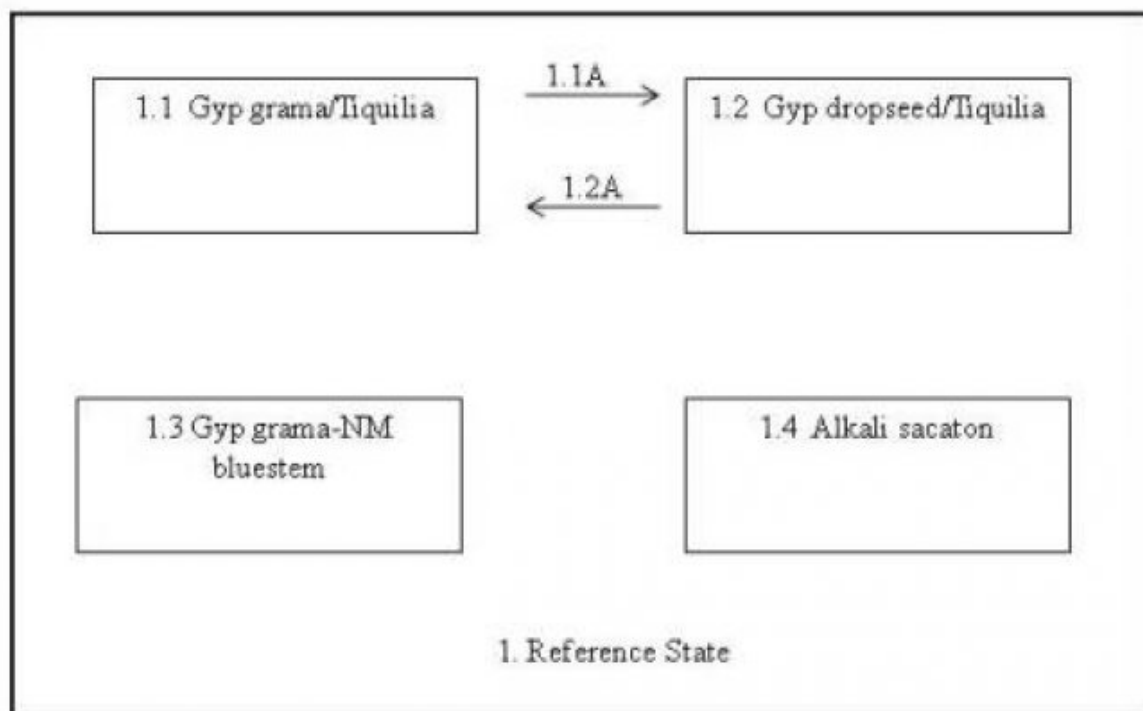 1.1 Gyp grama/Tiquilia
1.1A
1.2 Gyp dropseed/Tiquilia
1.2A
1.3 Gyp grama-NM
bluestem
1.4 Alkali sacaton
1. Reference State